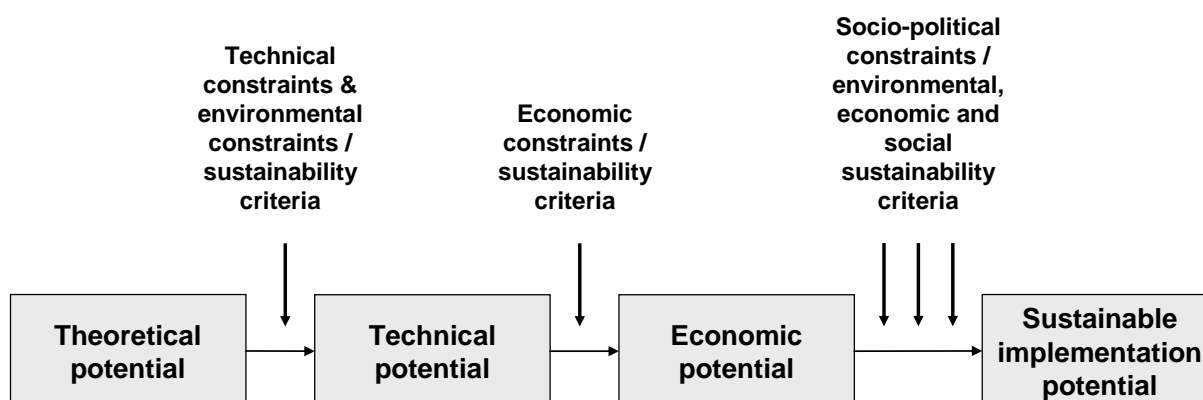 Technical
constraints &
environmental
constraints /
sustainability
criteria
Economic
constraints /
sustainability
criteria
Socio-political
constraints /
environmental,
economic and
social
sustainability
criteria
Theoretical
potential
Technical
potential
Economic
potential
Sustainable
implementation
potential